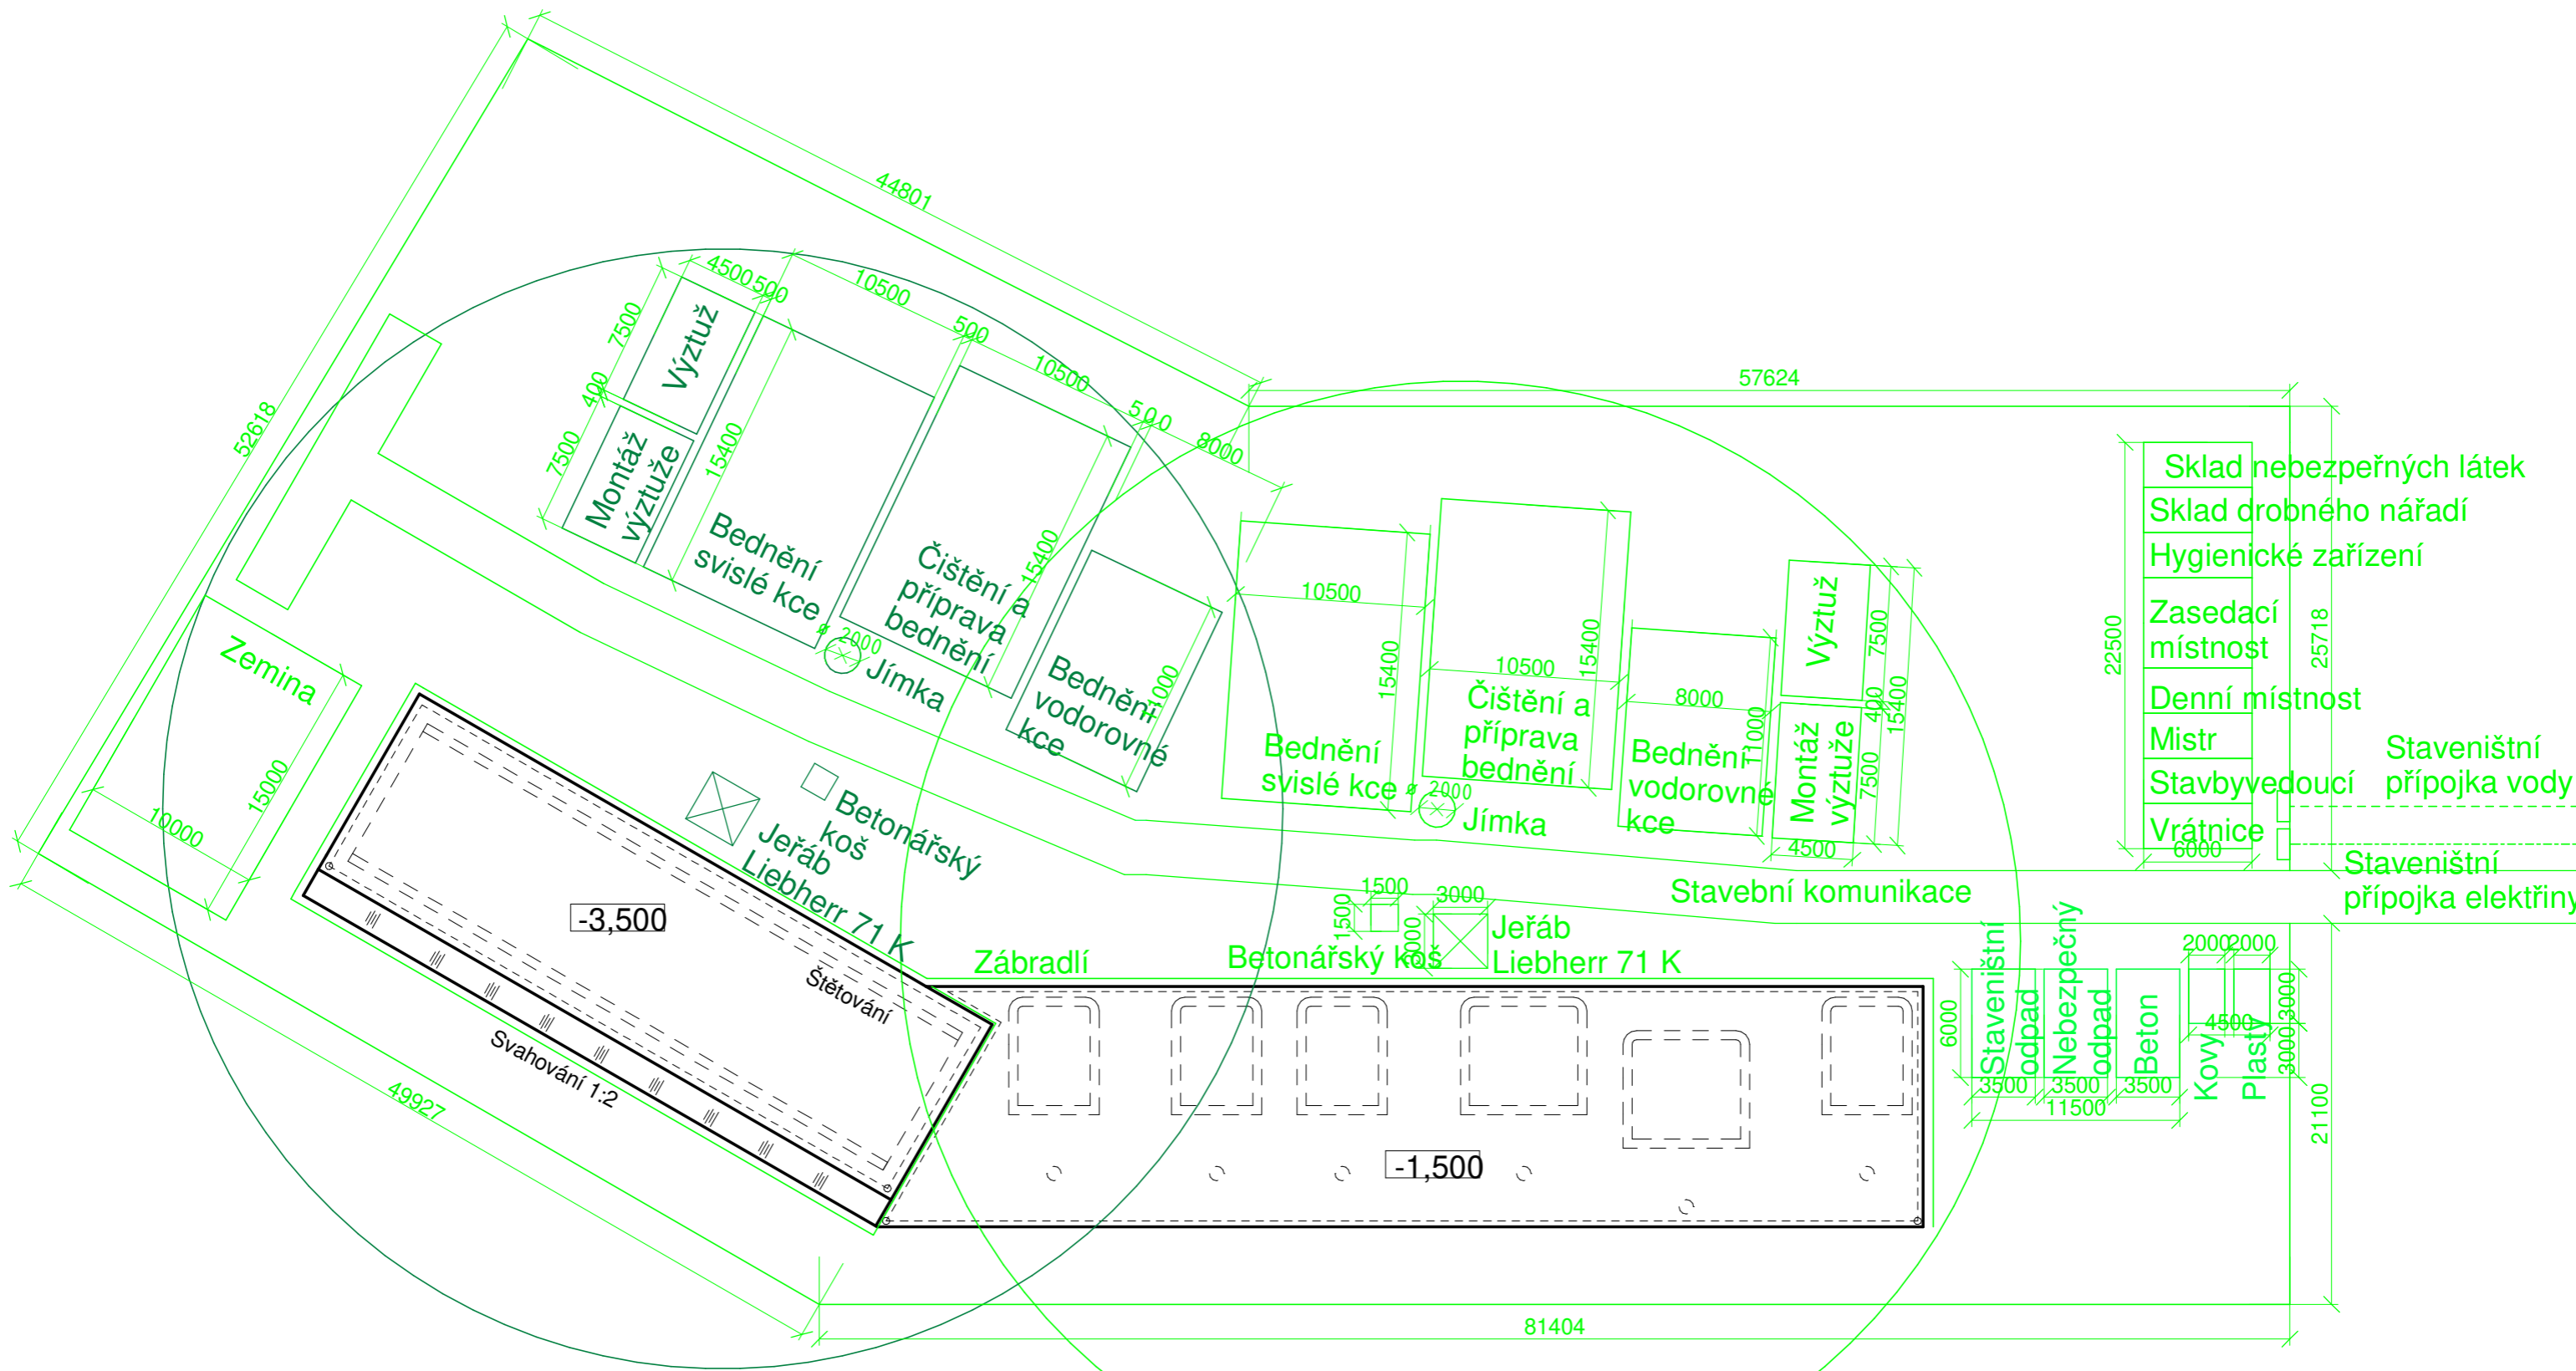 44801
52618
4500
500
10500
500
10500
500
8000
7500
400
7500
15400
15400
11000
Výztuž
Montáž
výztuže
Bednění
svislé kce
Čištění a
příprava
bednění
Bednění
vodorovné
kce
ø 2000
Jímka
Zemina
15000
10000
Betonářský
koš
Jeřáb
Liebherr 71 K
-3,500
Štětování
Svahování 1:2
49927
57624
10500
15400
Bednění
svislé kce
10500
15400
Čištění a
příprava
bednění
ø 2000
Jímka
8000
11000
Bednění
vodorovné
kce
Výztuž
Montáž
výztuže
7500
400
7500
15400
4500
22500
Sklad nebezpeřných látek
Sklad drobného nářadí
Hygienické zařízení
Zasedací
místnost
Denní místnost
Mistr
Stavbyvedoucí
Vrátnice
6000
25718
Staveništní
přípojka vody
Staveništní
přípojka elektřiny
Stavební komunikace
1500
1500
3000
3000
Betonářský koš
Jeřáb
Liebherr 71 K
Zábradlí
-1,500
6000
Staveništní
odpad
Nebezpečný
odpad
Beton
Kovy
Plasty
2000
2000
4500
3000
3000
3500
3500
3500
11500
21100
81404